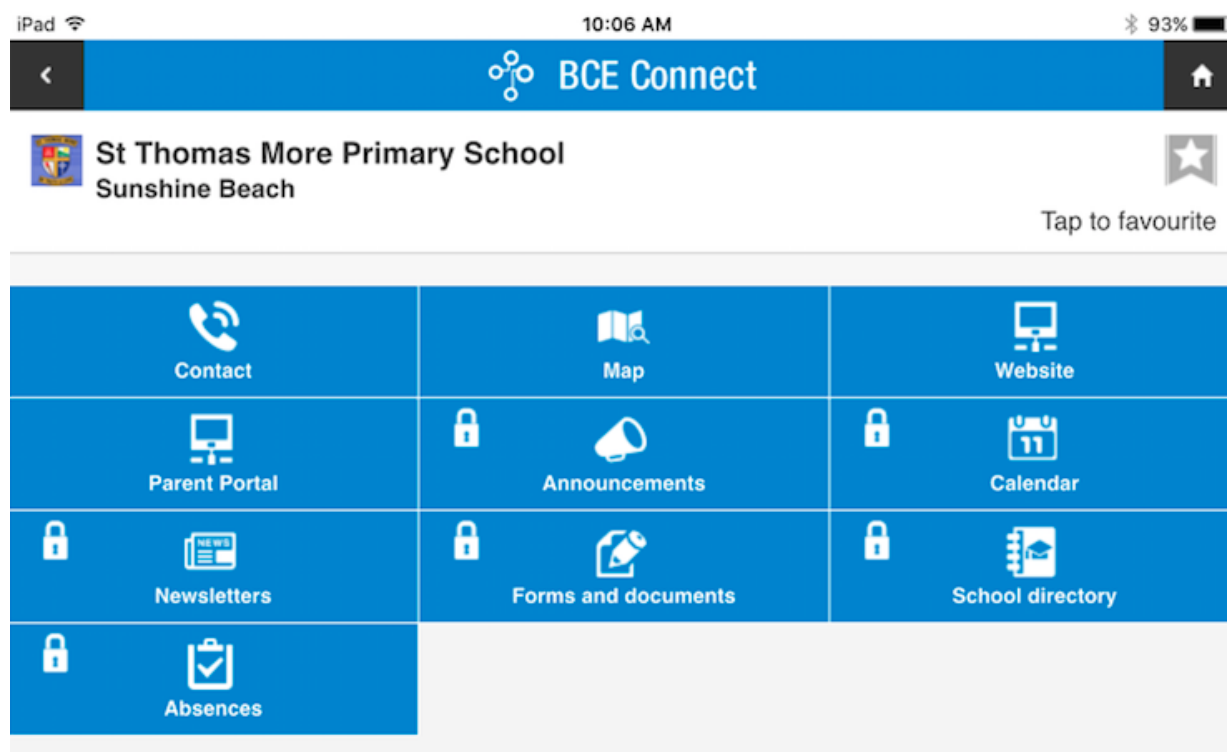 iPad 10:06 AM 93%
BCE Connect
St Thomas More Primary School
Sunshine Beach
Tap to favourite
Contact Map Website
11
Parent Portal Announcements Calendar
NEWS
Newsletters Forms and documents School directory
Absences